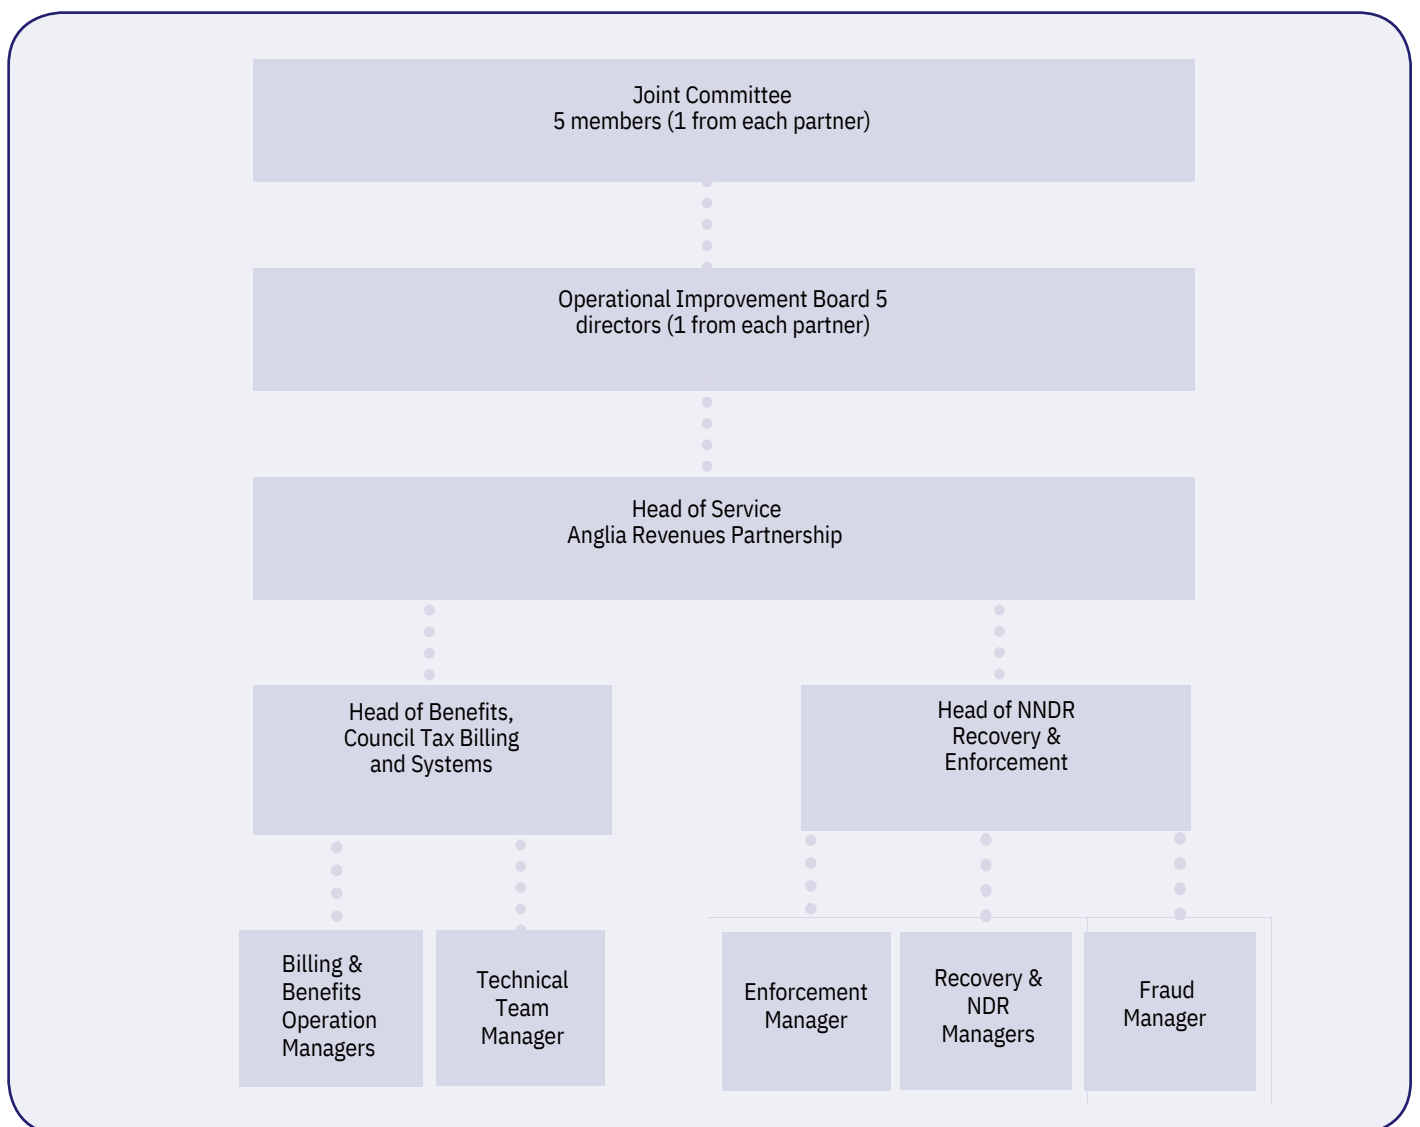 Joint Committee
5 members (1 from each partner)
Operational Improvement Board 5
directors (1 from each partner)
Head of Service
Anglia Revenues Partnership
Head of Benefits,
Council Tax Billing
and Systems
Head of NNDR
Recovery &
Enforcement
Billing &
Benefits
Operation
Managers
Technical
Team
Manager
Enforcement
Manager
Recovery &
NDR
Managers
Fraud
Manager